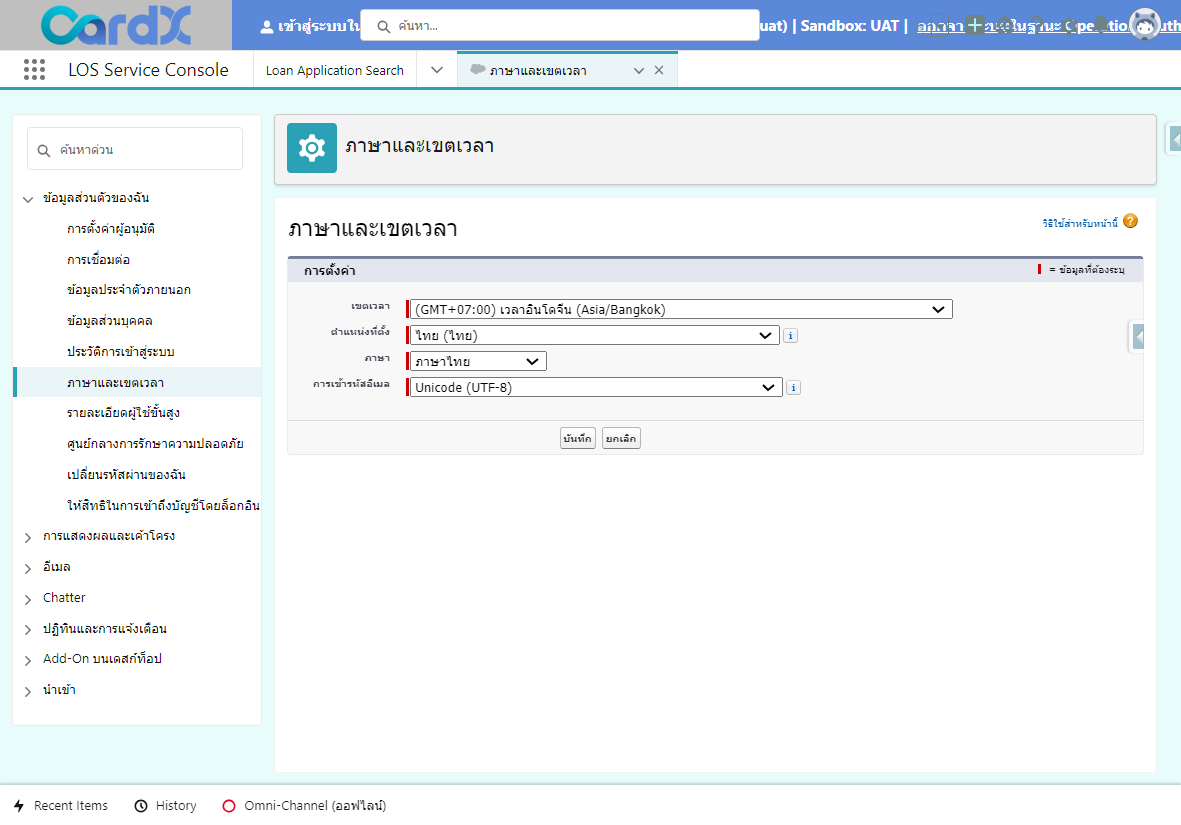 CardX
เข้าสู่ระบบใน
ค้นหา...
uat) | Sandbox: UAT |
LOS Service Console
Loan Application Search
ภาษาและเขตเวลา
ค้นหาด่วน
ข้อมูลส่วนตัวของฉัน
การตั้งค่าผู้อนุมัติ
การเชื่อมต่อ
ข้อมูลประจำตัวภายนอก
ข้อมูลส่วนบุคคล
ประวัติการเข้าสู่ระบบ
ภาษาและเขตเวลา
รายละเอียดผู้ใช้ขั้นสูง
ศูนย์กลางการรักษาความปลอดภัย
เปลี่ยนรหัสผ่านของฉัน
ให้สิทธิในการเข้าถึงบัญชีโดยล็อกอิน
การแสดงผลและเค้าโครง
อีเมล
Chatter
ปฏิทินและการแจ้งเตือน
Add-On บนเดสก์ท็อป
นำเข้า
ภาษาและเขตเวลา
ภาษาและเขตเวลา
วิธีใช้สำหรับหน้านี้
การตั้งค่า
= ข้อมูลที่ต้องระบุ
เขตเวลา (GMT+07:00) เวลาอินโดจีน (Asia/Bangkok)
ตำแหน่งที่ตั้ง ไทย (ไทย)
ภาษา ภาษาไทย
การเข้ารหัสอีเมล Unicode (UTF-8)
บันทึก ยกเลิก
Recent Items
History
Omni-Channel (ออฟไลน์)